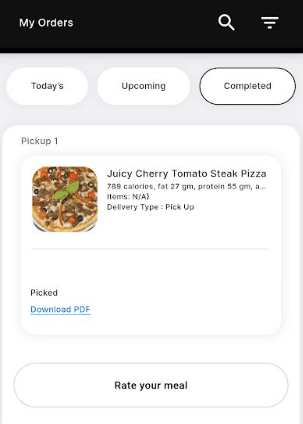 My Orders
Today's
Upcoming
Completed
Pickup 1
Juicy Cherry Tomato Steak Pizza
789 calories, fat 27 gm, protein 55 gm, a...
Items: N/A}
Delivery Type : Pick Up
Picked
Download PDF
Rate your meal